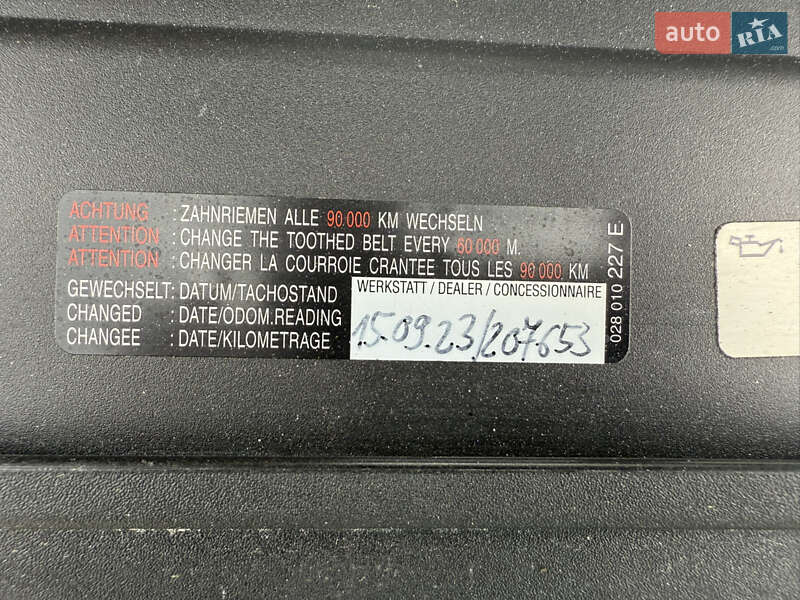 auto RIA
ACHTUNG : ZAHNRIEMEN ALLE 90 000 KM WECHSELN
ATTENTION : CHANGE THE TOOTHED BELT EVERY 60 000 M.
ATTENTION : CHANGER LA COURROIE CRANTEE TOUS LES 90 000 KM
GEWECHSELT: DATUM/TACHOSTAND
CHANGED : DATE/ODOM.READING
CHANGEE : DATE/KILOMETRAGE
WERKSTATT / DEALER / CONCESSIONNAIRE
15.09.23/207653
028 010 227 E